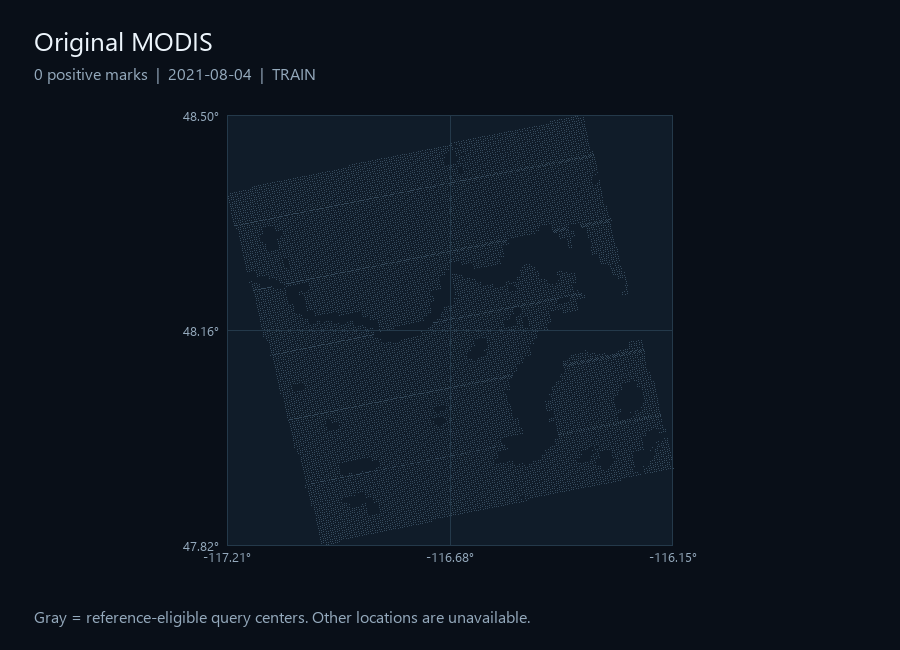 Original MODIS
0 positive marks | 2021-08-04 | TRAIN
48.50°
48.16°
47.82°
-117.21°
-116.68°
-116.15°
Gray = reference-eligible query centers. Other locations are unavailable.